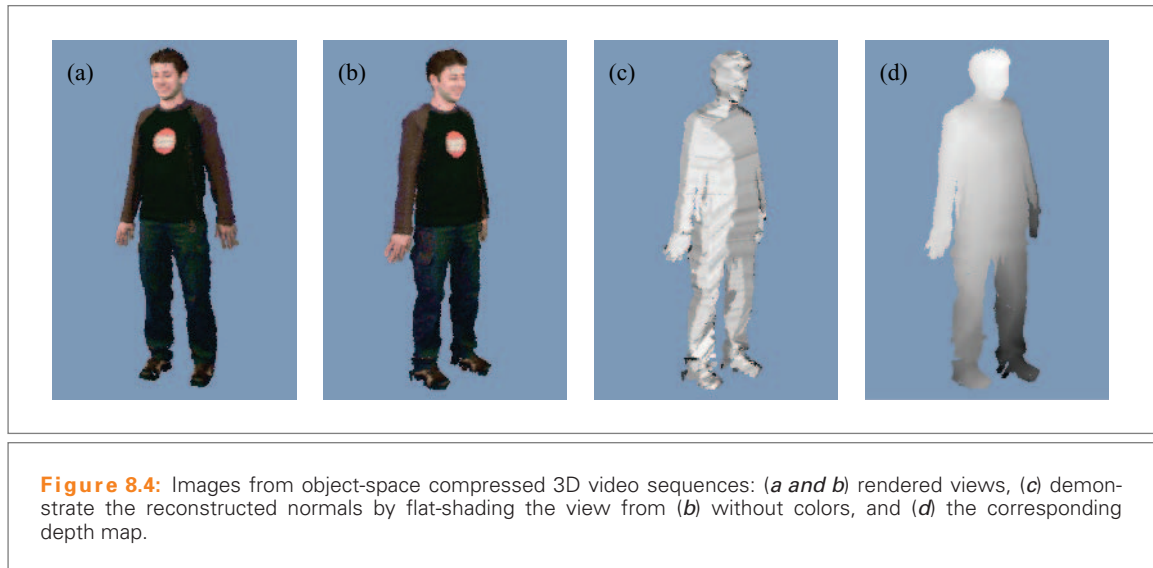 (a)
(b)
(c)
(d)
Figure 8.4: Images from object-space compressed 3D video sequences: (a and b) rendered views, (c) demon-
strate the reconstructed normals by flat-shading the view from (b) without colors, and (d) the corresponding
depth map.